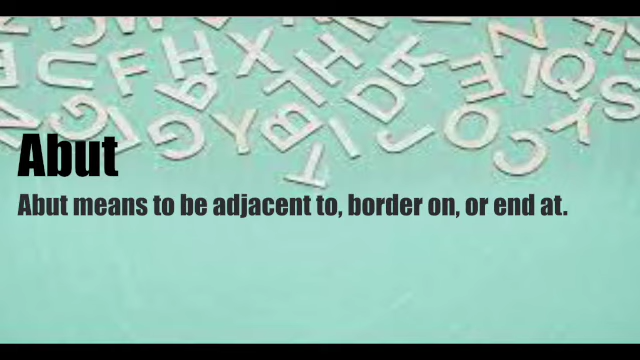 Abut
Abut means to be adjacent to, border on, or end at.